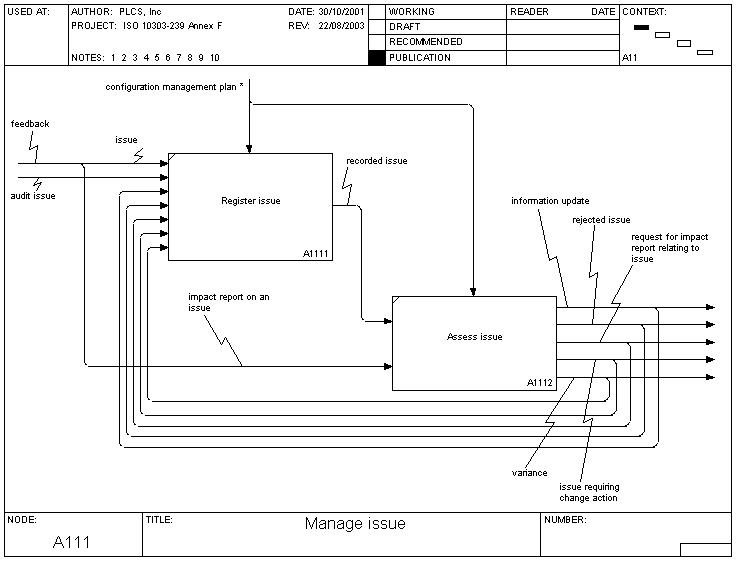 USED AT:
AUTHOR: PLCS, Inc
DATE: 30/10/2001
PROJECT: ISO 10303-239 Annex F
REV: 22/08/2003
NOTES: 1 2 3 4 5 6 7 8 9 10
WORKING
DRAFT
RECOMMENDED
PUBLICATION
READER
DATE
CONTEXT:
A11
configuration management plan *
feedback
issue
audit issue
recorded issue
Register issue
A1111
information update
rejected issue
request for impact
report relating to
issue
impact report on an
issue
Assess issue
A1112
variance
issue requiring
change action
NODE:
A111
TITLE:
Manage issue
NUMBER: